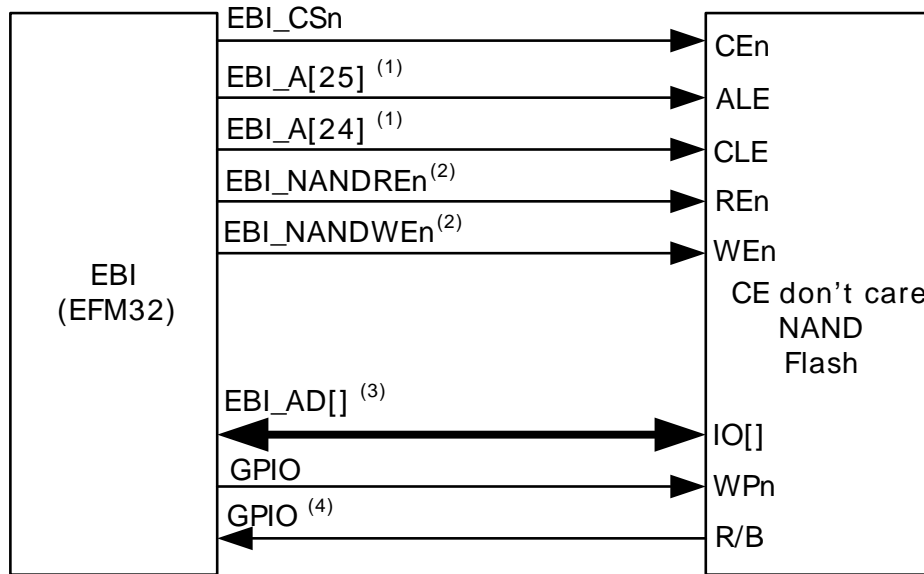 EBI_CSn
CEn
EBI_A[25] (1)
ALE
EBI_A[24] (1)
CLE
EBI_NANDREn(2)
REn
EBI_NANDWEn(2)
WEn
EBI
(EFM32)
CE don't care
NAND
Flash
EBI_AD[] (3)
IO[]
GPIO
WPn
GPIO (4)
R/B